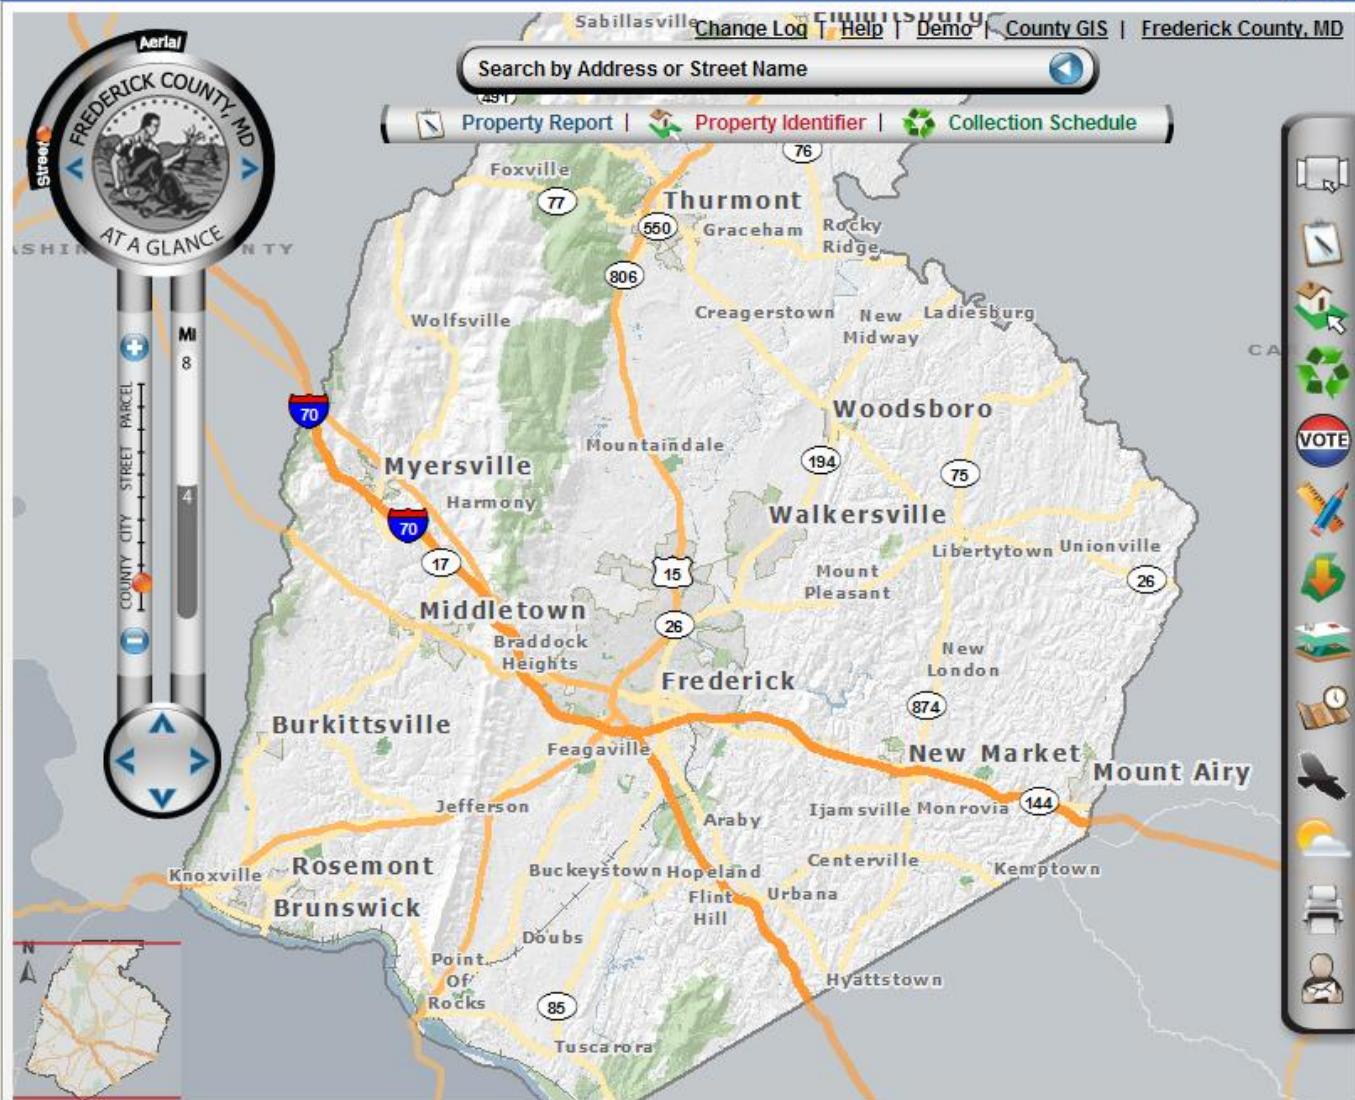 Sabillasville
Emmitsburg
Change Log | Help | Demo | County GIS | Frederick County, MD
Aerial
Street
FREDERICK COUNTY, MD
AT A GLANCE
Search by Address or Street Name
491
Property Report | Property Identifier | Collection Schedule
76
Foxville
77
Thurmont
550
Graceham
Rocky
Ridge
ASHIN
NTY
806
Wolfsville
Creagerstown
New
Midway
Ladiesburg
MI
8
4
PARCEL
STREET
CITY
COUNTY
CA
70
Woodsboro
Mountaindale
194
75
VOTE
Myersville
Harmony
70
17
Walkersville
Libertytown
Unionville
15
Mount
Pleasant
26
Middletown
26
Braddock
Heights
New
London
Frederick
874
Burkittsville
Feagaville
New Market
Mount Airy
144
Jefferson
Araby
Ijamsville
Monrovia
Knoxville
Rosemont
Buckeystown
Hopeland
Centerville
Kemptown
Brunswick
Flint
Hill
Urbana
Doubs
N
Point
Of
Rocks
Hyattstown
85
Tuscarora